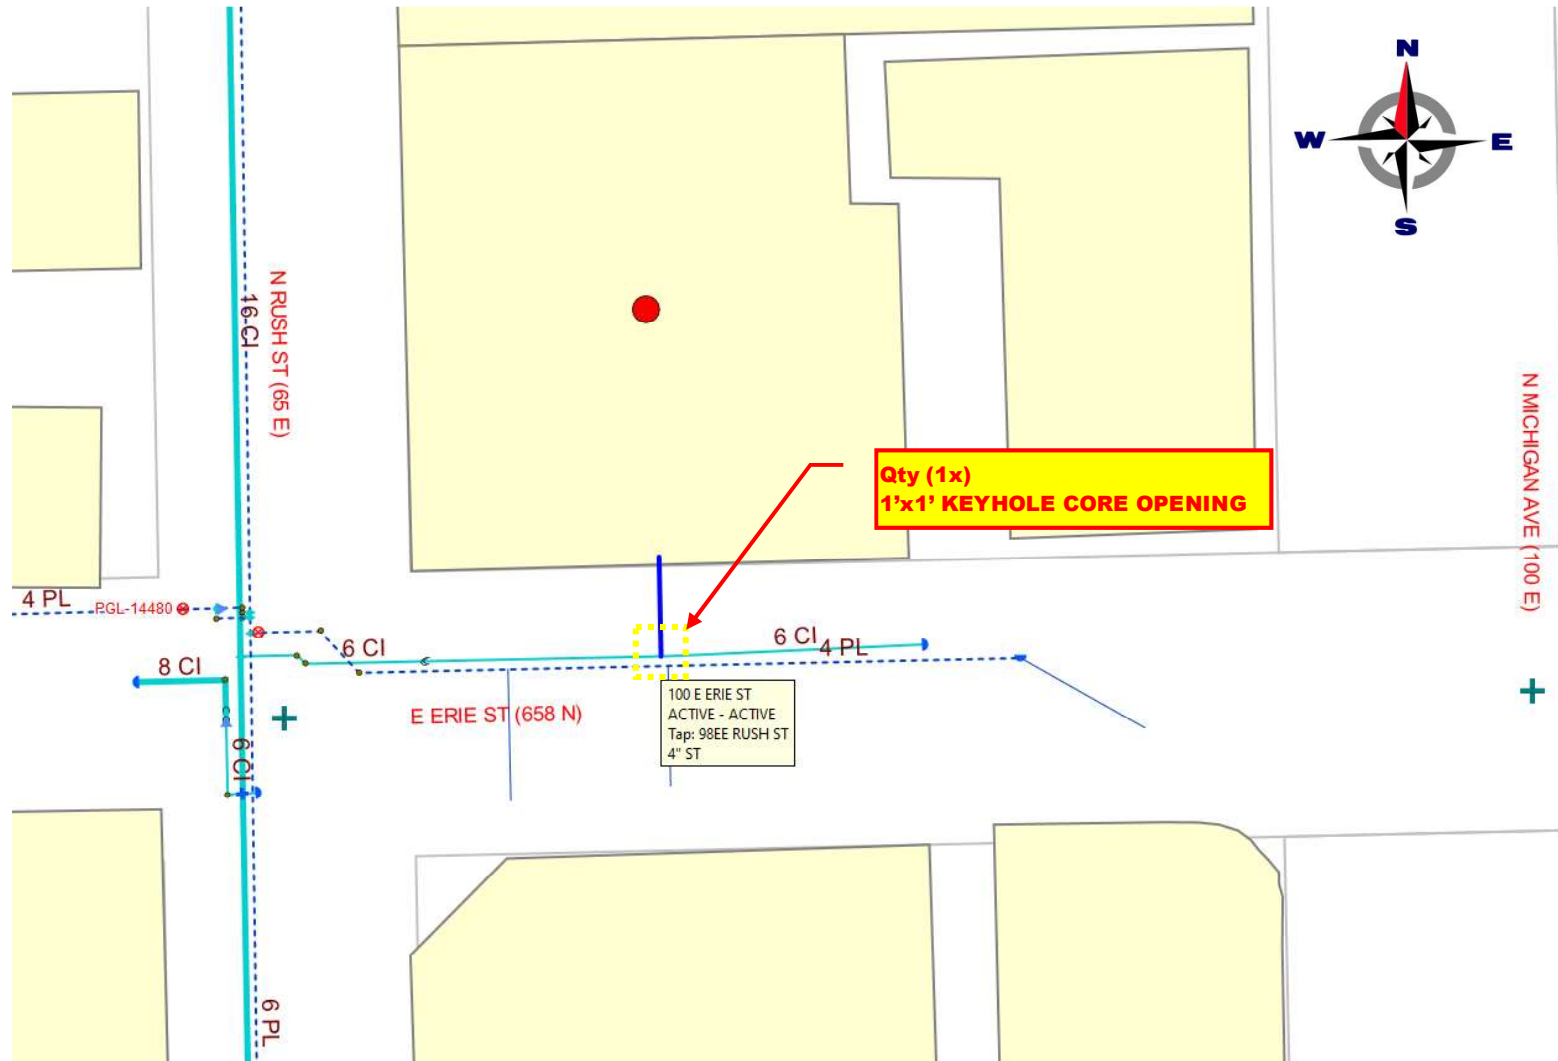 N
W
E
S
16 CI
N RUSH ST (65 E)
N MICHIGAN AVE (100 E)
Qty (1x)
1’x1’ KEYHOLE CORE OPENING
4 PL
PGL-14480
6 CI
6 CI
4 PL
8 CI
E ERIE ST (658 N)
100 E ERIE ST
ACTIVE - ACTIVE
Tap: 98EE RUSH ST
4" ST
6 CI
6 PL